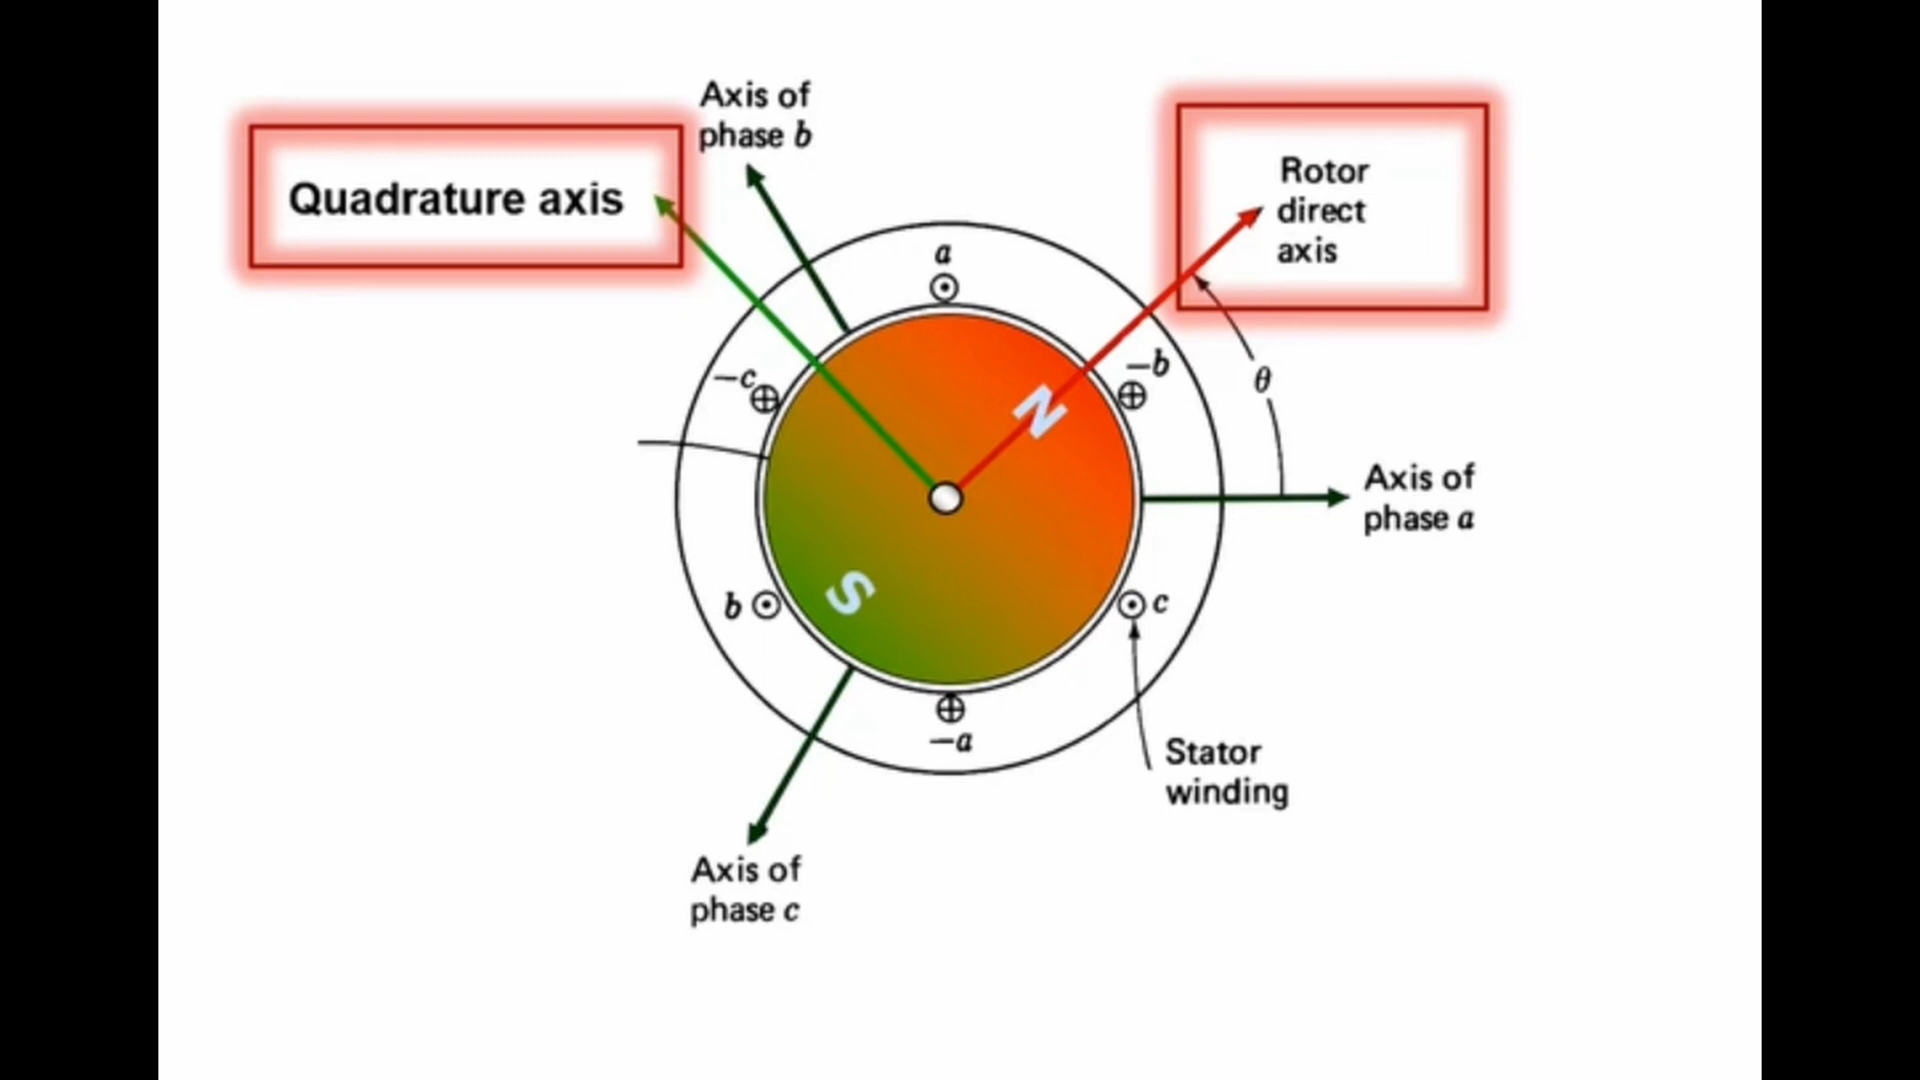 Axis of
phase b
Quadrature axis
Rotor
direct
axis
a
−b
θ
−c
Axis of
phase a
N
S
b
c
−a
Stator
winding
Axis of
phase c